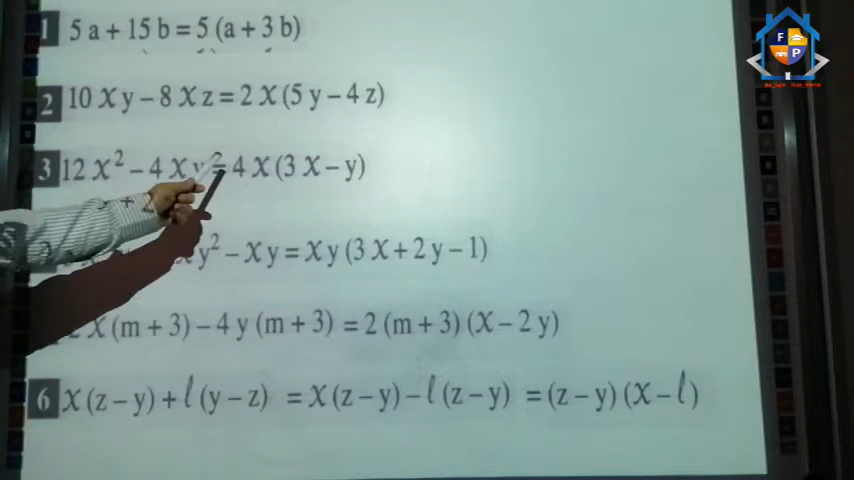 1 5 a + 15 b = 5 (a + 3 b)
2 10 X y − 8 X z = 2 X (5 y − 4 z)
3 12 X² − 4 X y = 4 X (3 X − y)
y² − X y = X y (3 X + 2 y − 1)
X (m + 3) − 4 y (m + 3) = 2 (m + 3) (X − 2 y)
6 X (z − y) + l (y − z) = X (z − y) − l (z − y) = (z − y) (X − l)
F
P